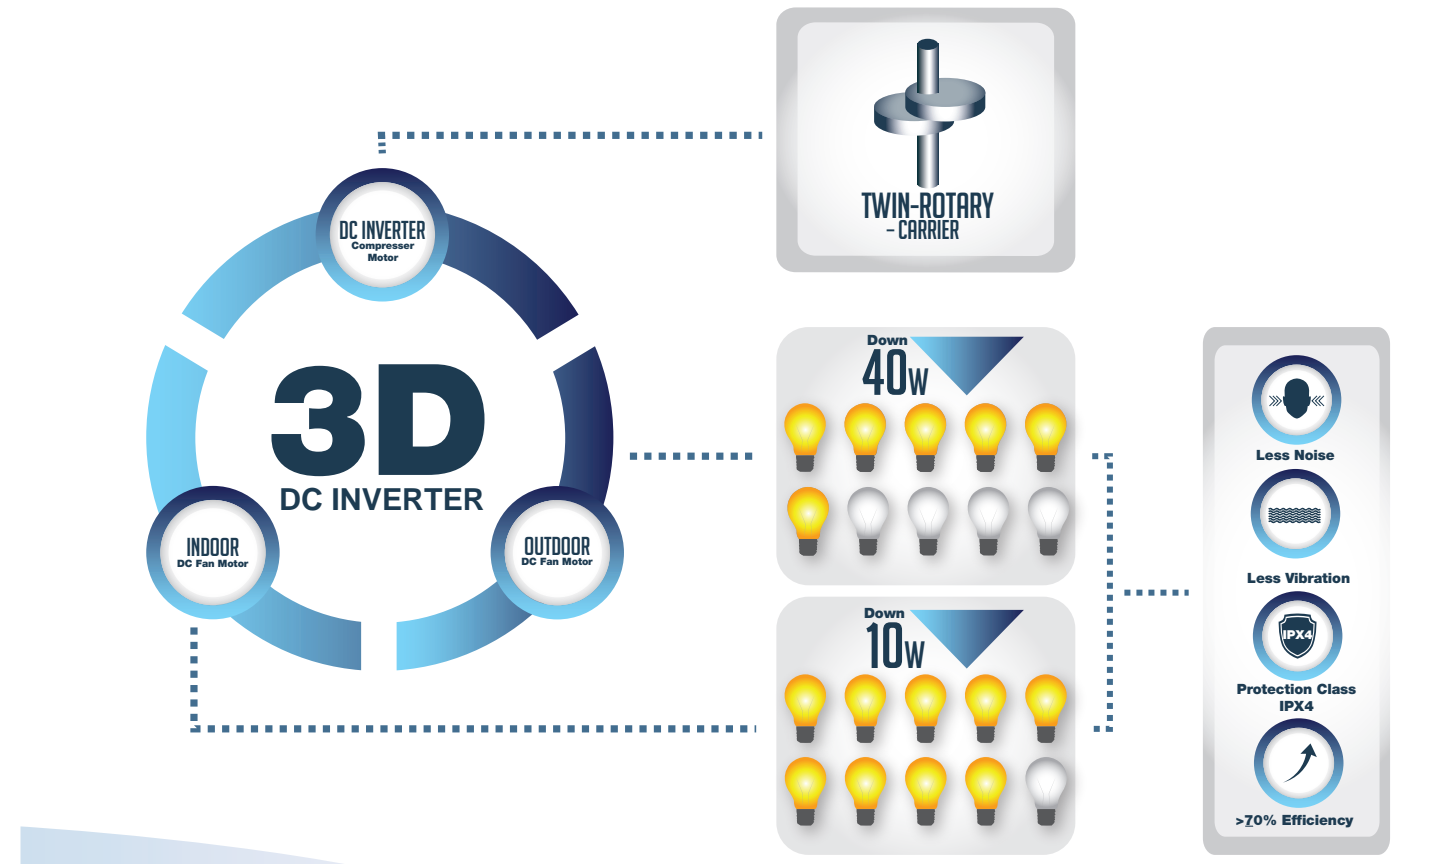 TWIN-ROTARY
– CARRIER
DC INVERTER
Compresser
Motor
3D
DC INVERTER
INDOOR
DC Fan Motor
OUTDOOR
DC Fan Motor
Down
40W
Down
10W
Less Noise
Less Vibration
IPX4
Protection Class
IPX4
>70% Efficiency